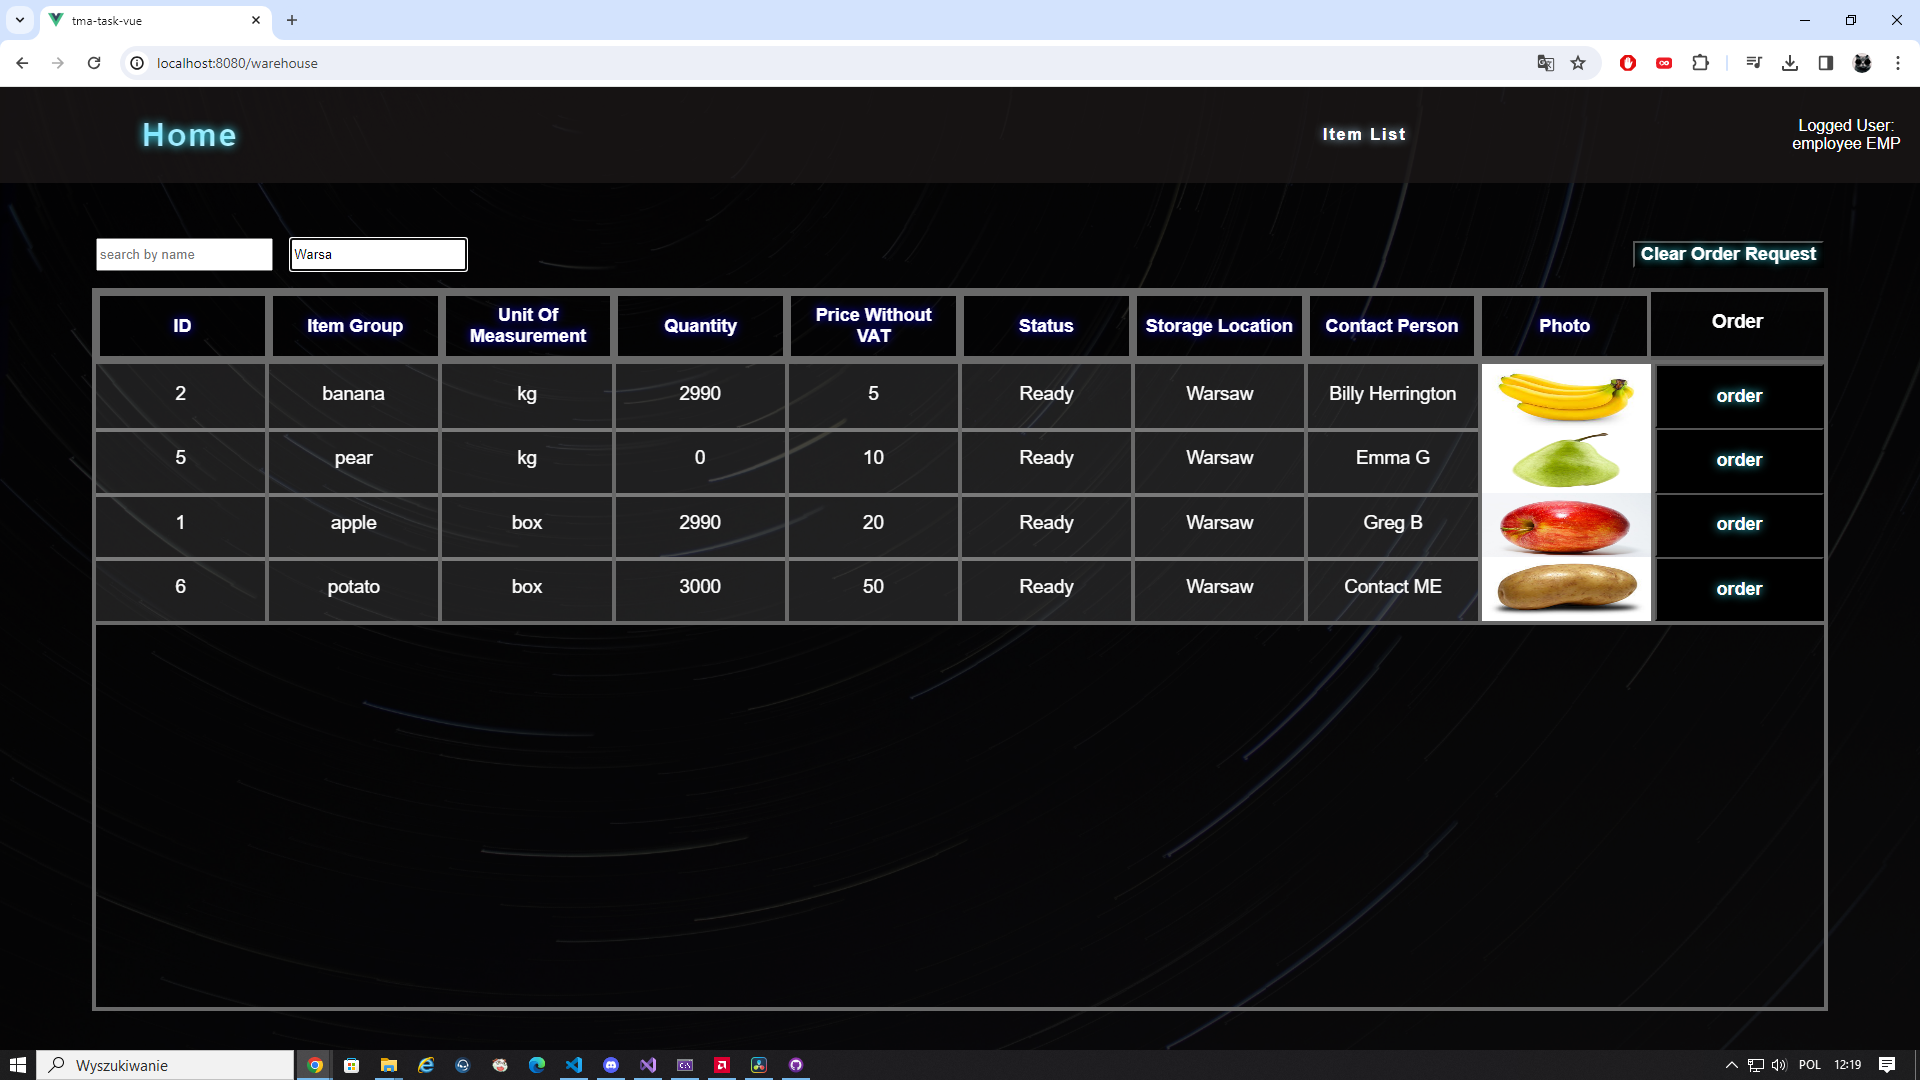 tma-task-vue
localhost:8080/warehouse
Home
Item List
Logged User:
employee EMP
search by name
Warsa
Clear Order Request
ID
Item Group
Unit Of
Measurement
Quantity
Price Without
VAT
Status
Storage Location
Contact Person
Photo
Order
2 banana kg 2990 5 Ready Warsaw Billy Herrington order
5 pear kg 0 10 Ready Warsaw Emma G order
1 apple box 2990 20 Ready Warsaw Greg B order
6 potato box 3000 50 Ready Warsaw Contact ME order
Wyszukiwanie
POL
12:19